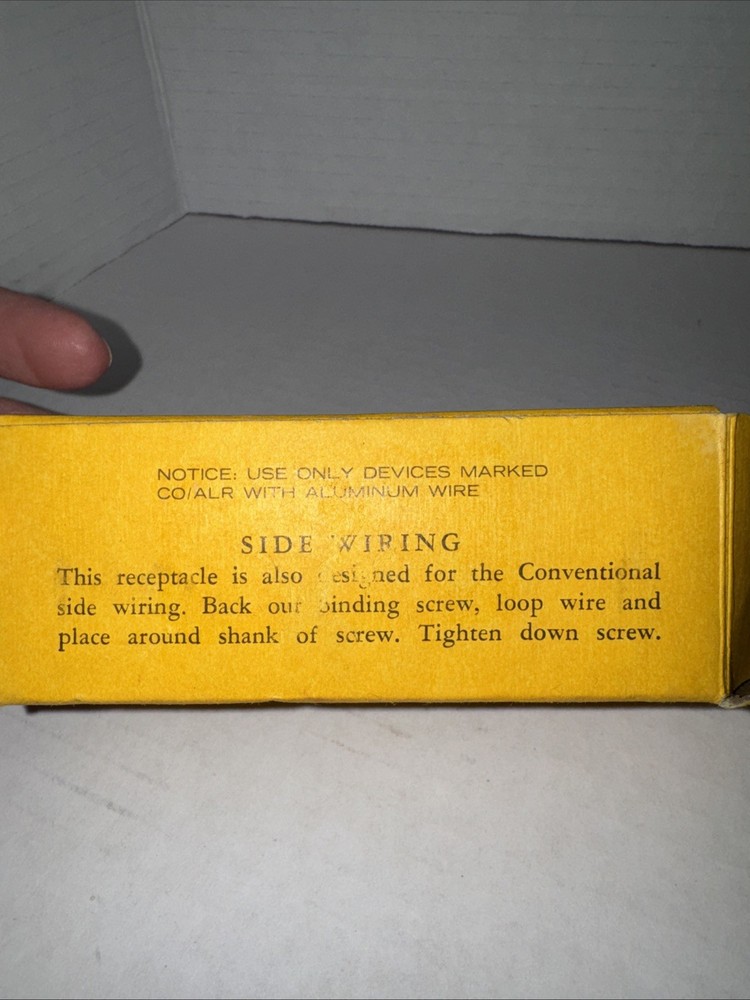 NOTICE: USE ONLY DEVICES MARKED
CO/ALR WITH ALUMINUM WIRE
SIDE WIRING
This receptacle is also designed for the Conventional
side wiring. Back out binding screw, loop wire and
place around shank of screw. Tighten down screw.